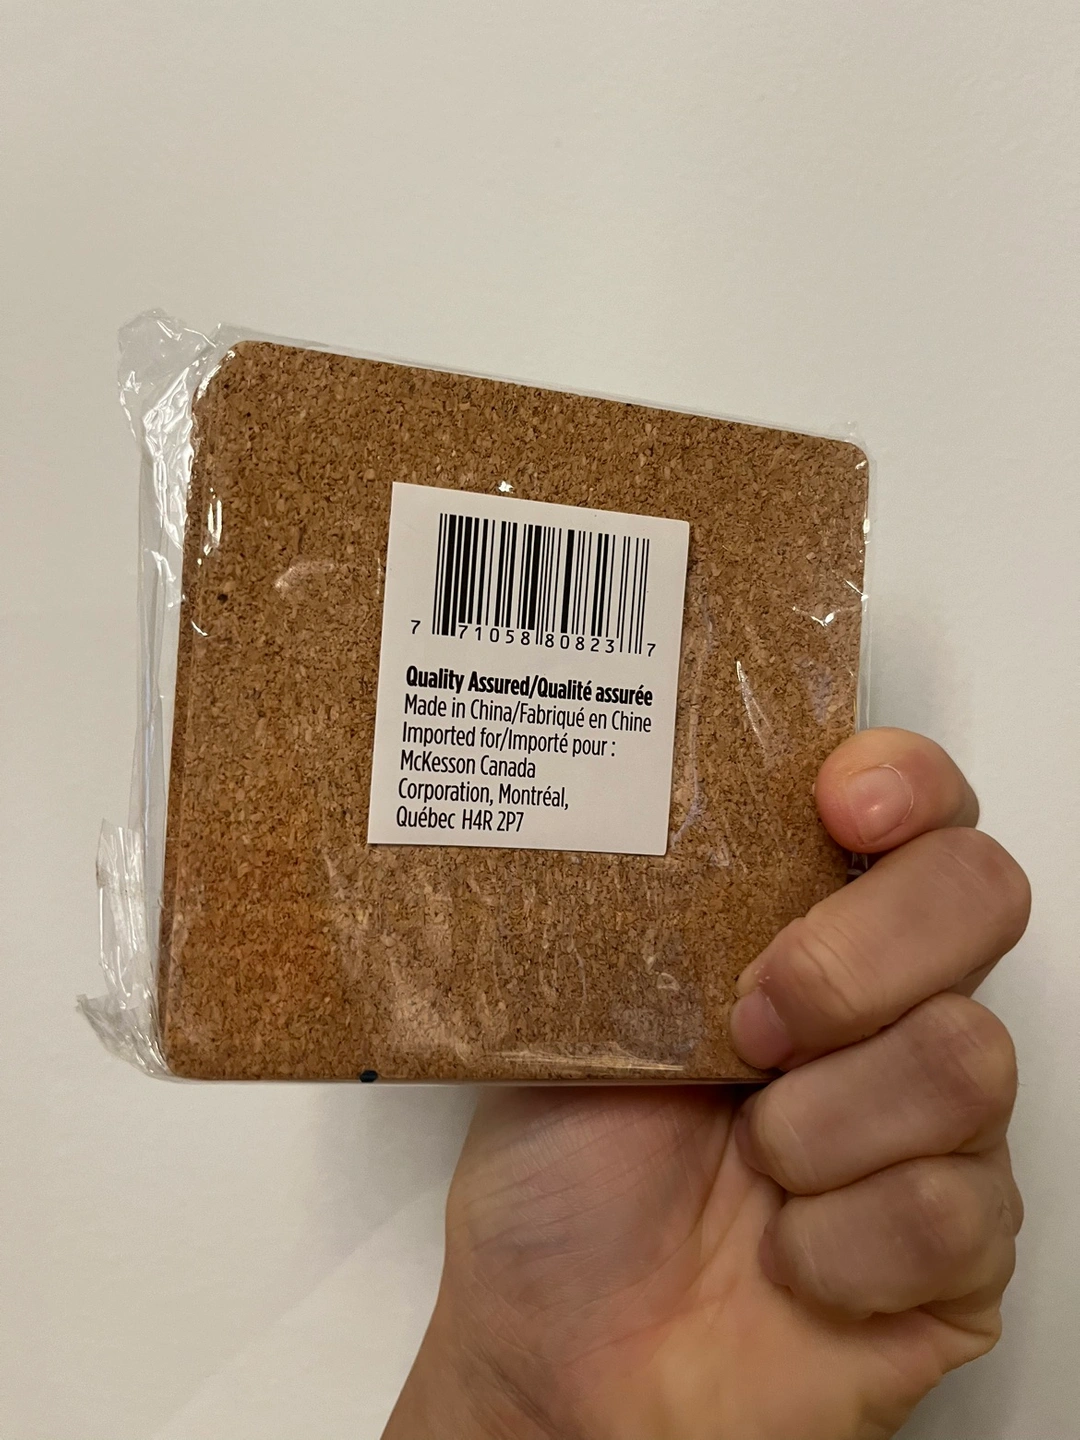 7 71058 80823 7
Quality Assured/Qualité assurée
Made in China/Fabriqué en Chine
Imported for/Importé pour :
McKesson Canada
Corporation, Montréal,
Québec H4R 2P7